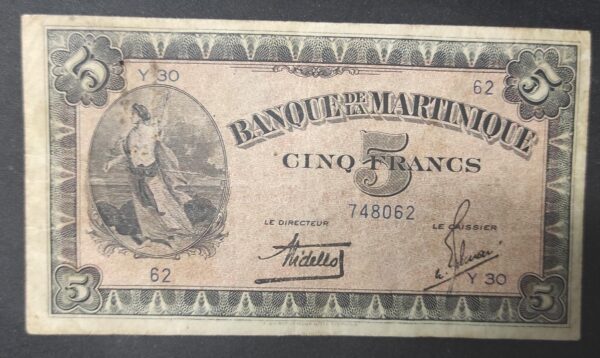 5 5
Y 30 62
BANQUE DE LA MARTINIQUE
CINQ FRANCS
5
748062
LE DIRECTEUR LE CAISSIER
62 Y 30
5 5